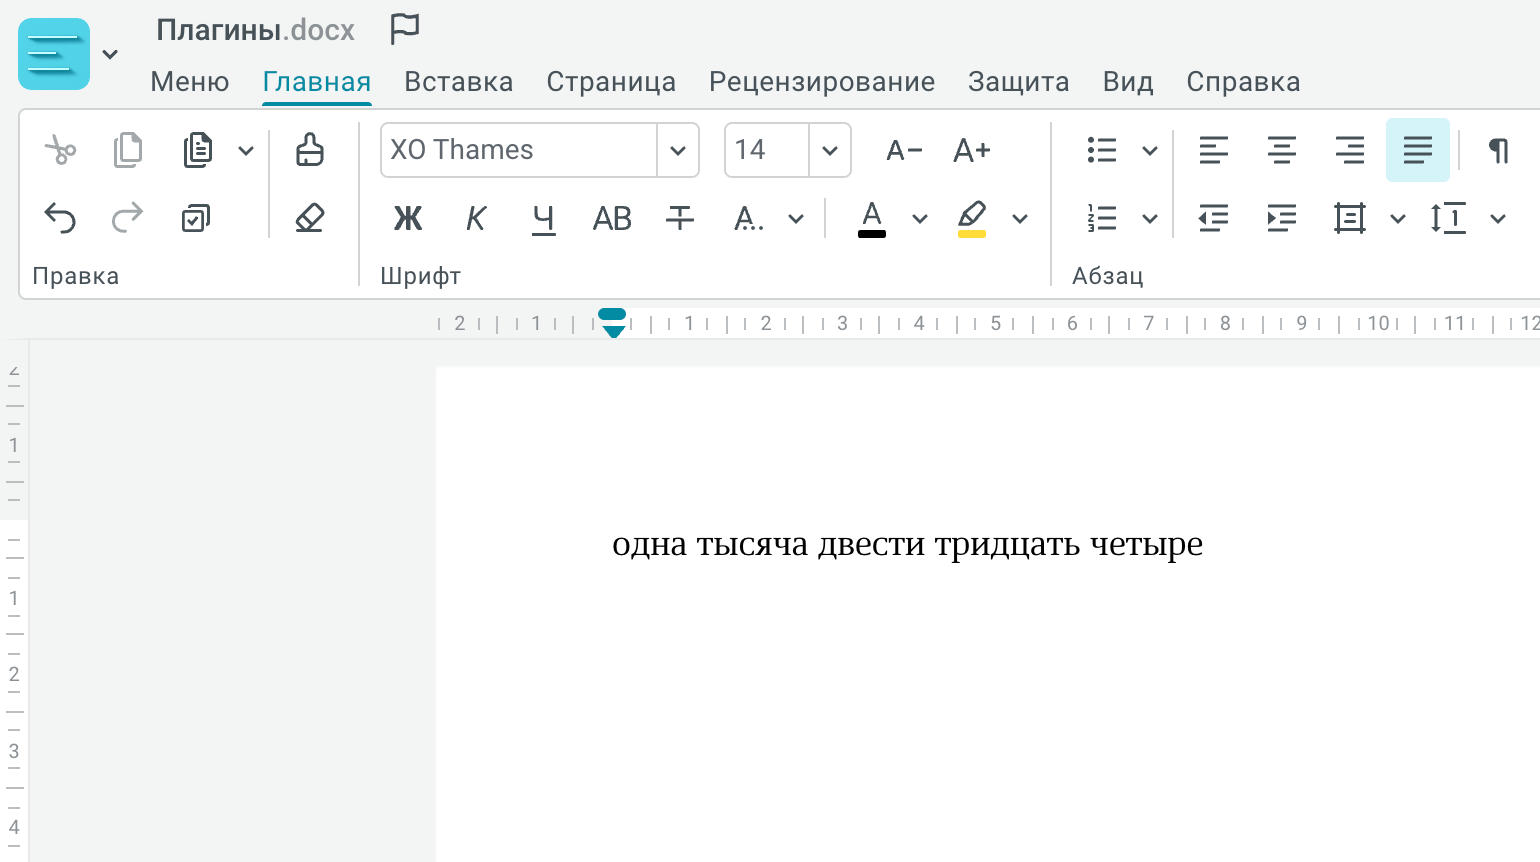 Плагины.docx
Меню Главная Вставка Страница Рецензирование Защита Вид Справка
XO Thames 14 A− A+ ¶
Ж К Ч АВ Т А... А 1
Правка Шрифт Абзац
2 1 1 2 3 4 5 6 7 8 9 10 11 12
2
1
одна тысяча двести тридцать четыре
1
2
3
4